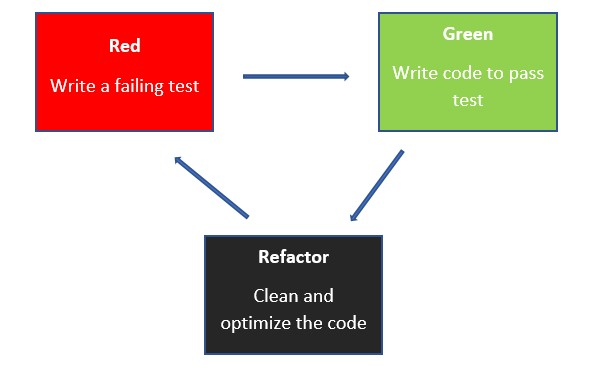 Red
Write a failing test
Green
Write code to pass
test
Refactor
Clean and
optimize the code